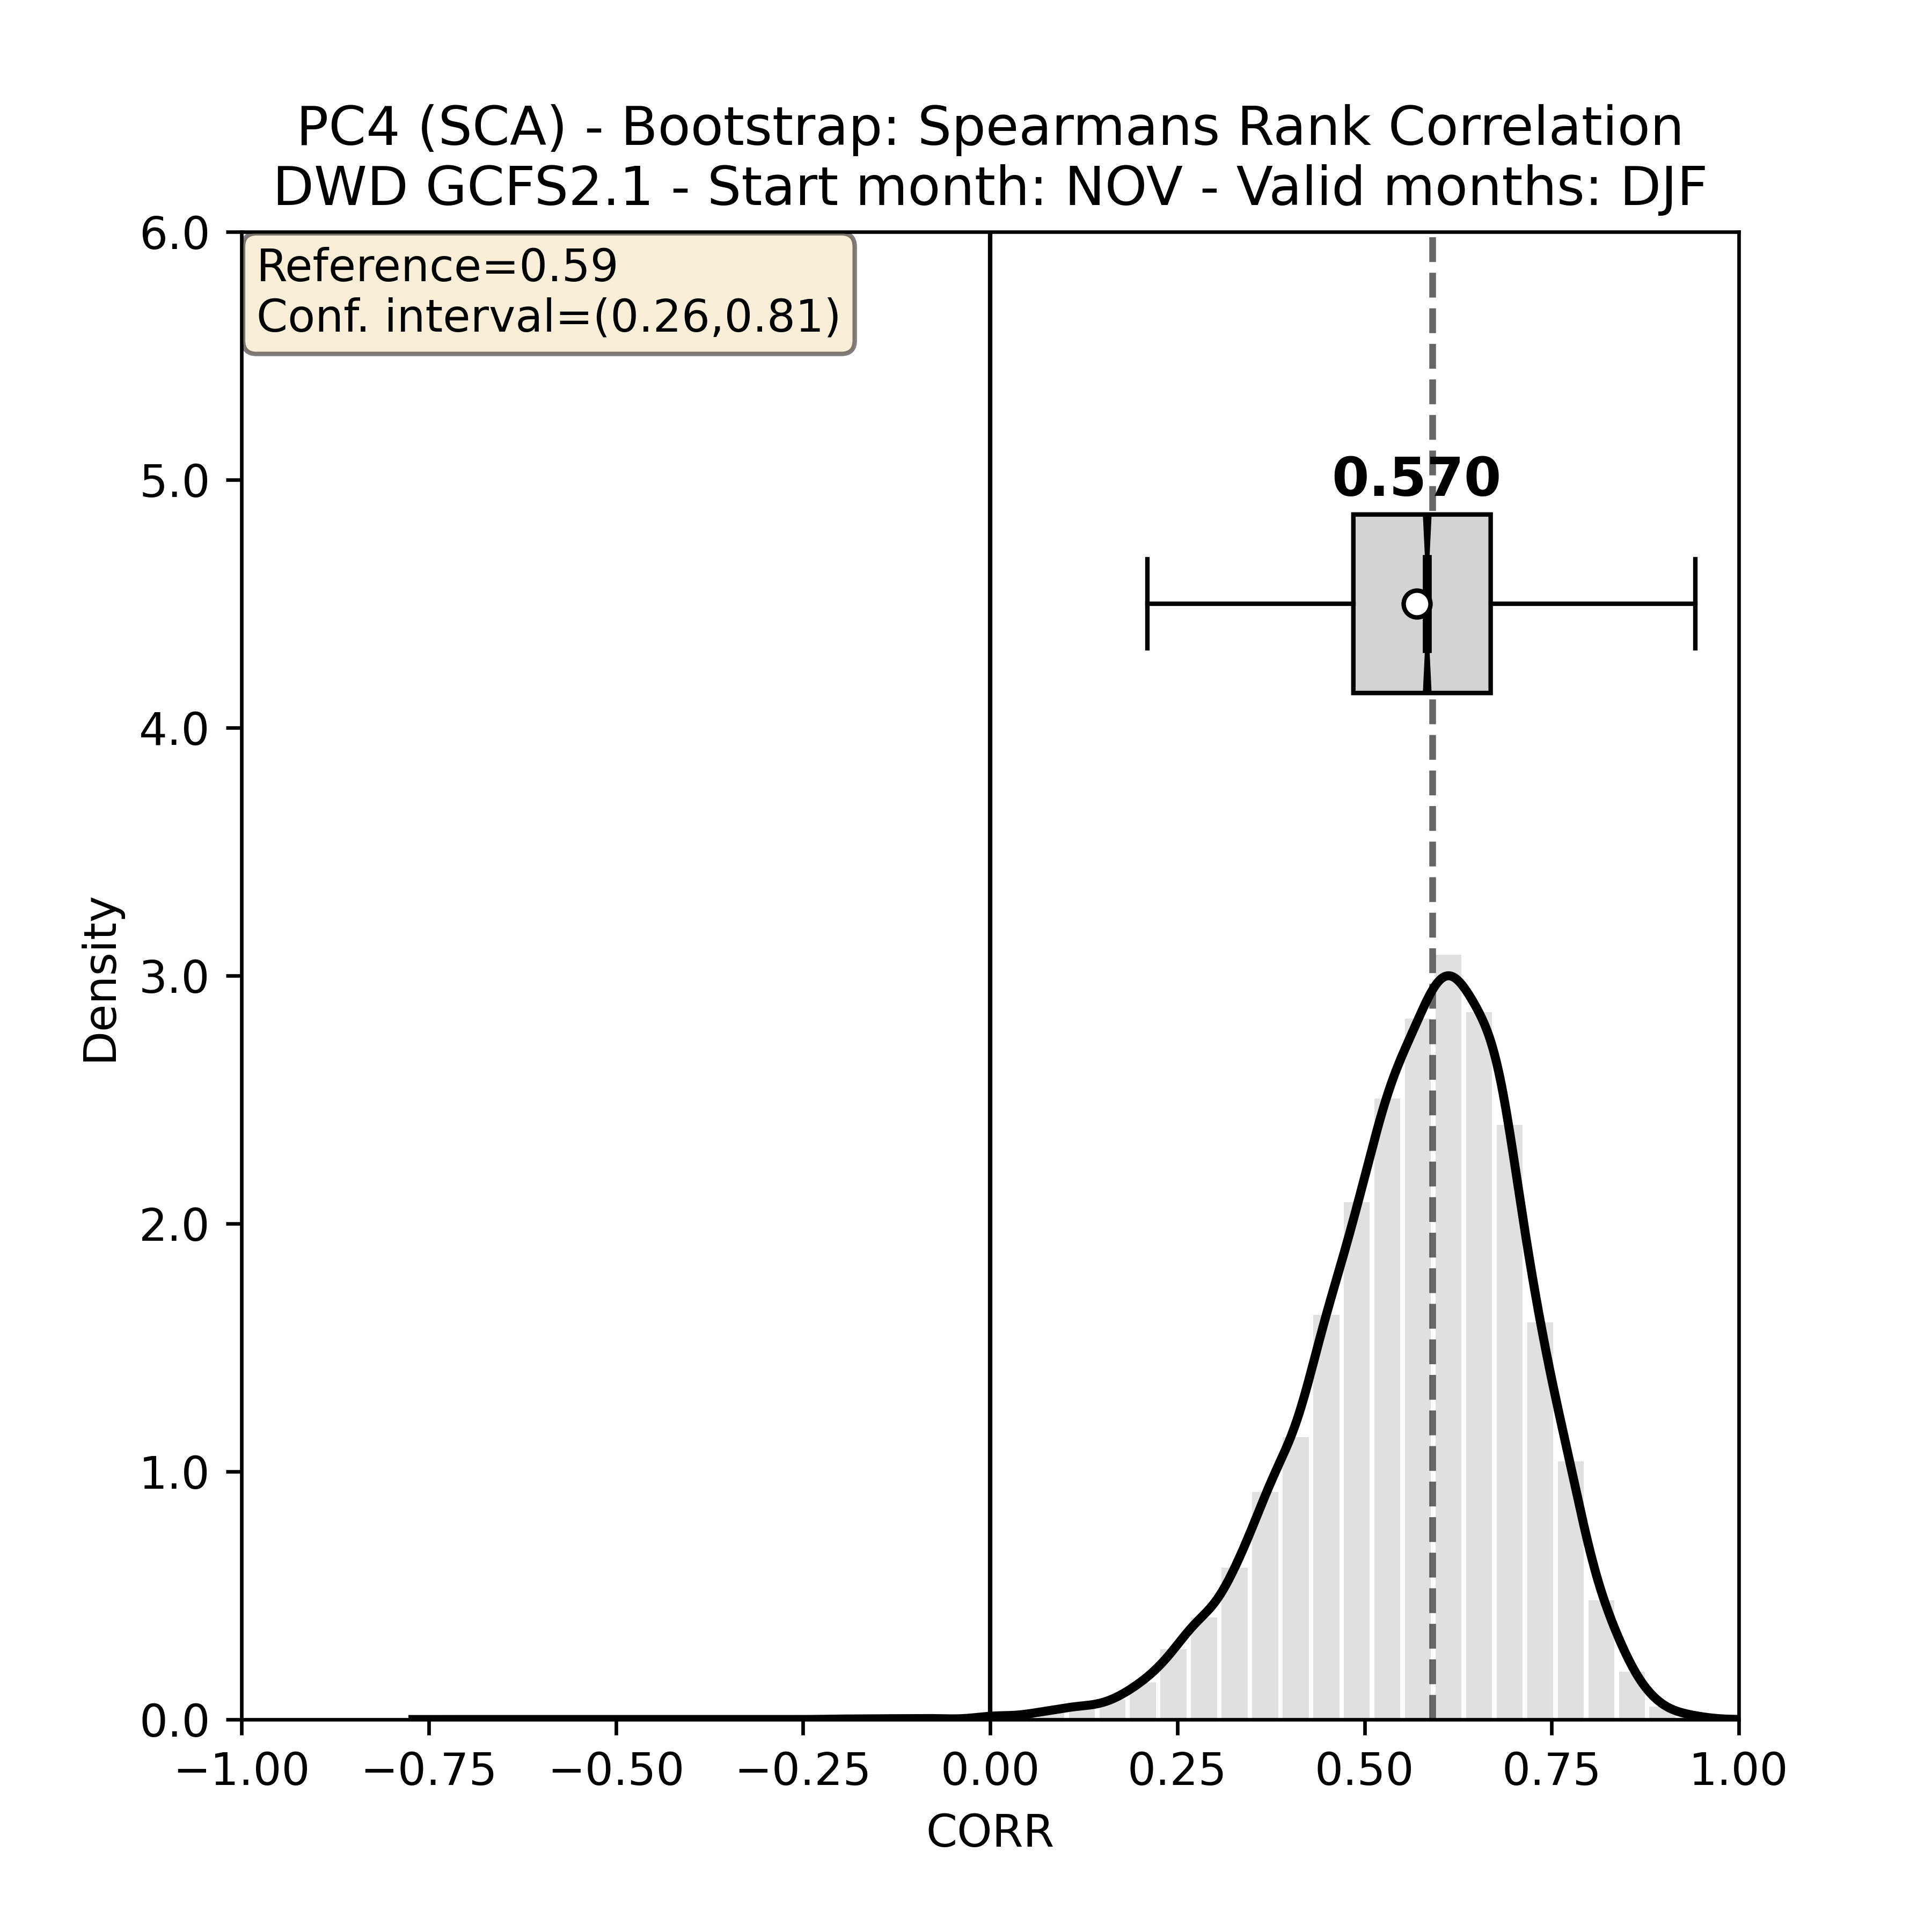 PC4 (SCA) - Bootstrap: Spearmans Rank Correlation
DWD GCFS2.1 - Start month: NOV - Valid months: DJF
Reference=0.59
Conf. interval=(0.26,0.81)
0.570
Density
6.0
5.0
4.0
3.0
2.0
1.0
0.0
−1.00 −0.75 −0.50 −0.25 0.00 0.25 0.50 0.75 1.00
CORR